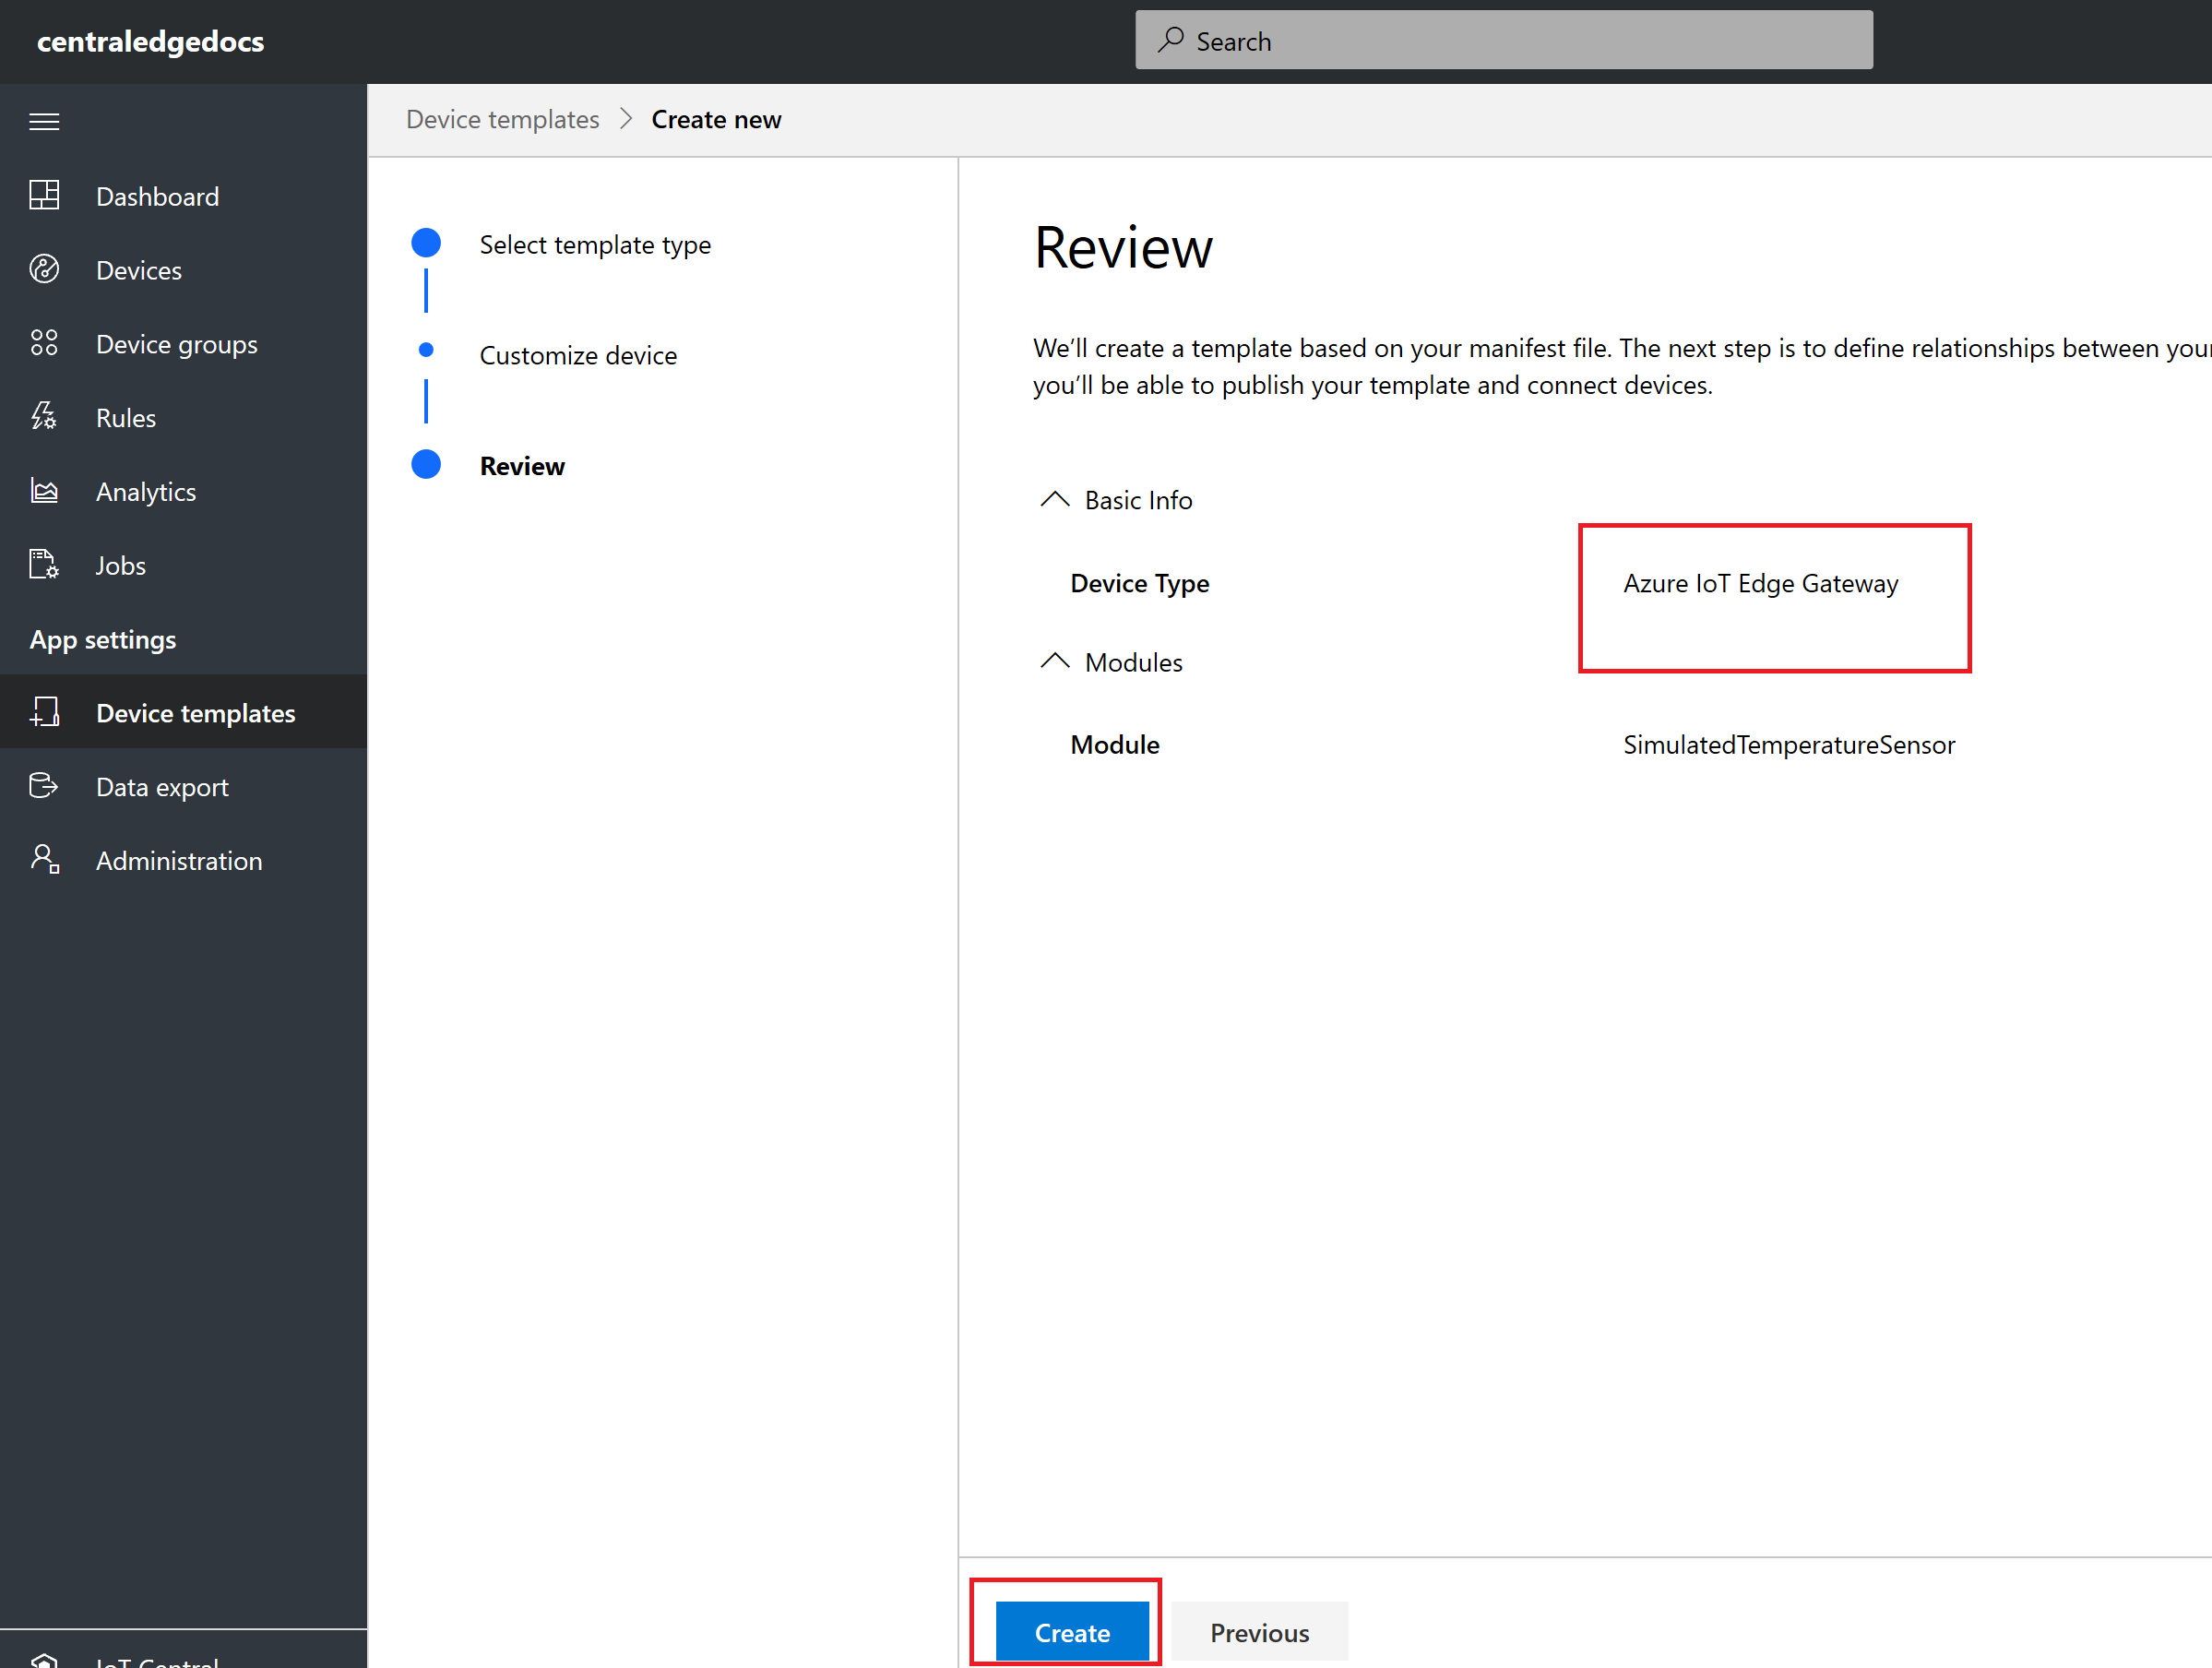 centraledgedocs
Search
Dashboard
Devices
Device groups
Rules
Analytics
Jobs
App settings
Device templates
Data export
Administration
IoT Central
Device templates > Create new
Select template type
Customize device
Review
Review
We'll create a template based on your manifest file. The next step is to define relationships between your
you'll be able to publish your template and connect devices.
Basic Info
Device Type Azure IoT Edge Gateway
Modules
Module SimulatedTemperatureSensor
Create Previous